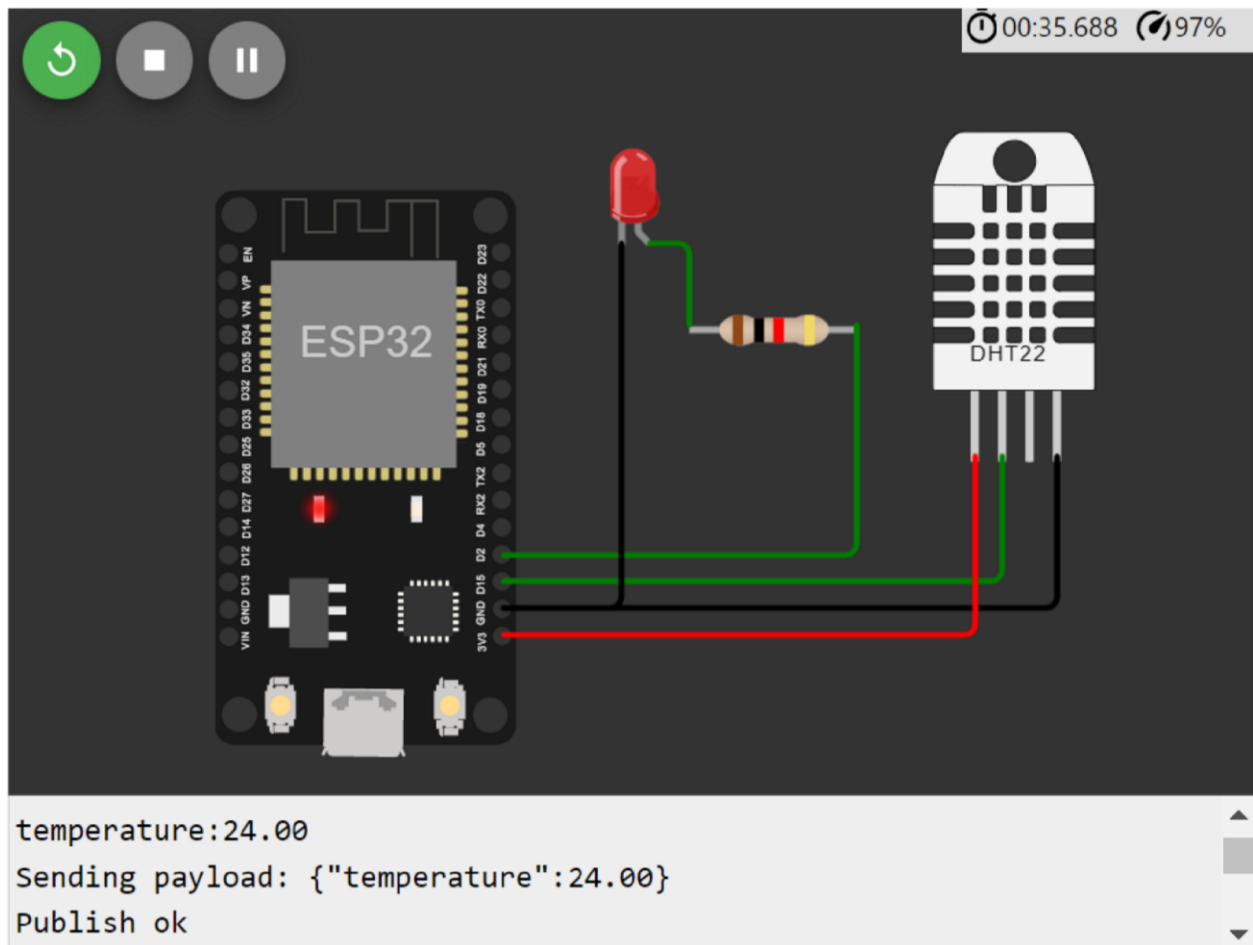 00:35.688 97%
ESP32
EN
VP
VN
D34
D35
D32
D33
D25
D26
D27
D14
D12
D13
GND
VIN
D23
D22
TX0
RX0
D21
D19
D18
D5
TX2
RX2
D4
D2
D15
GND
3V3
DHT22
temperature:24.00
Sending payload: {"temperature":24.00}
Publish ok